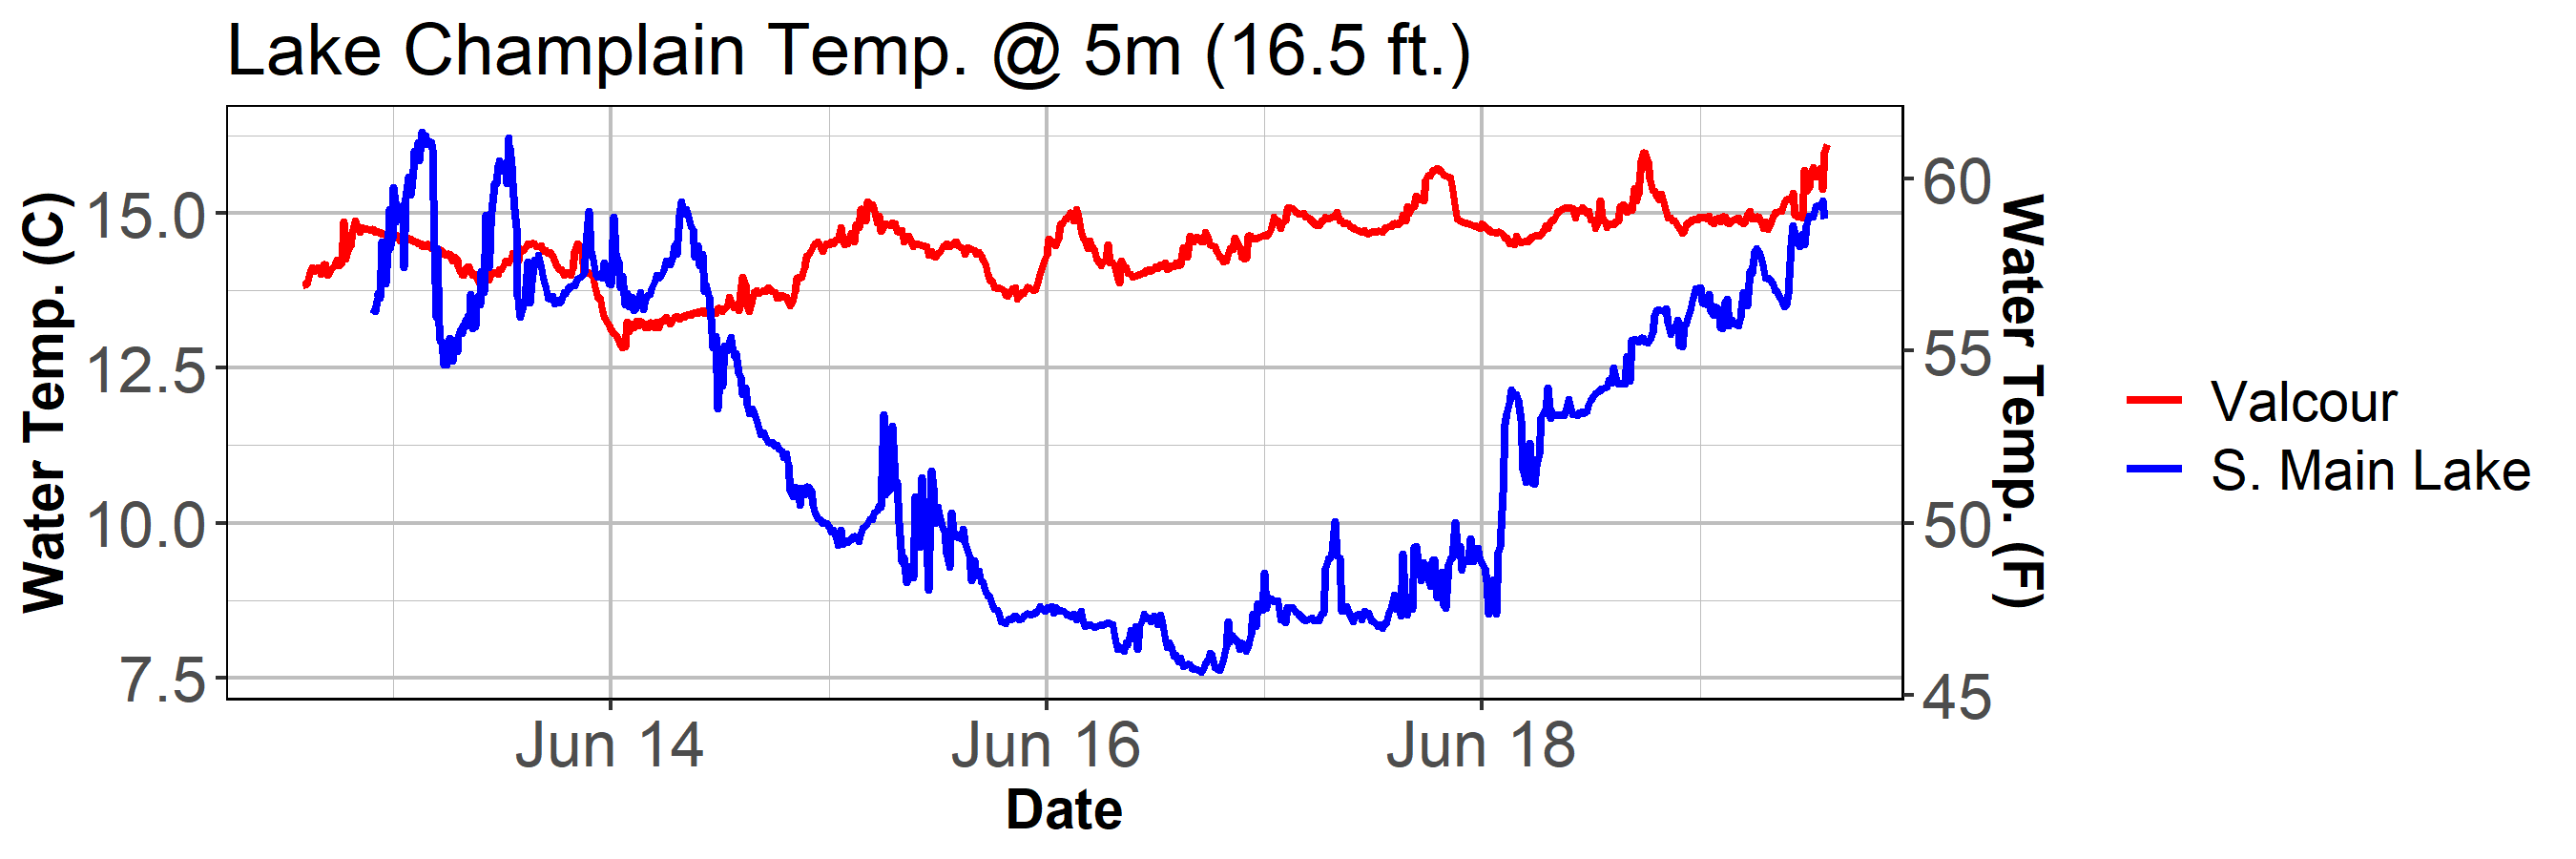 Lake Champlain Temp. @ 5m (16.5 ft.)
Water Temp. (C)
15.0
12.5
10.0
7.5
60
55
50
45
Water Temp. (F)
Jun 14
Jun 16
Jun 18
Date
Valcour
S. Main Lake